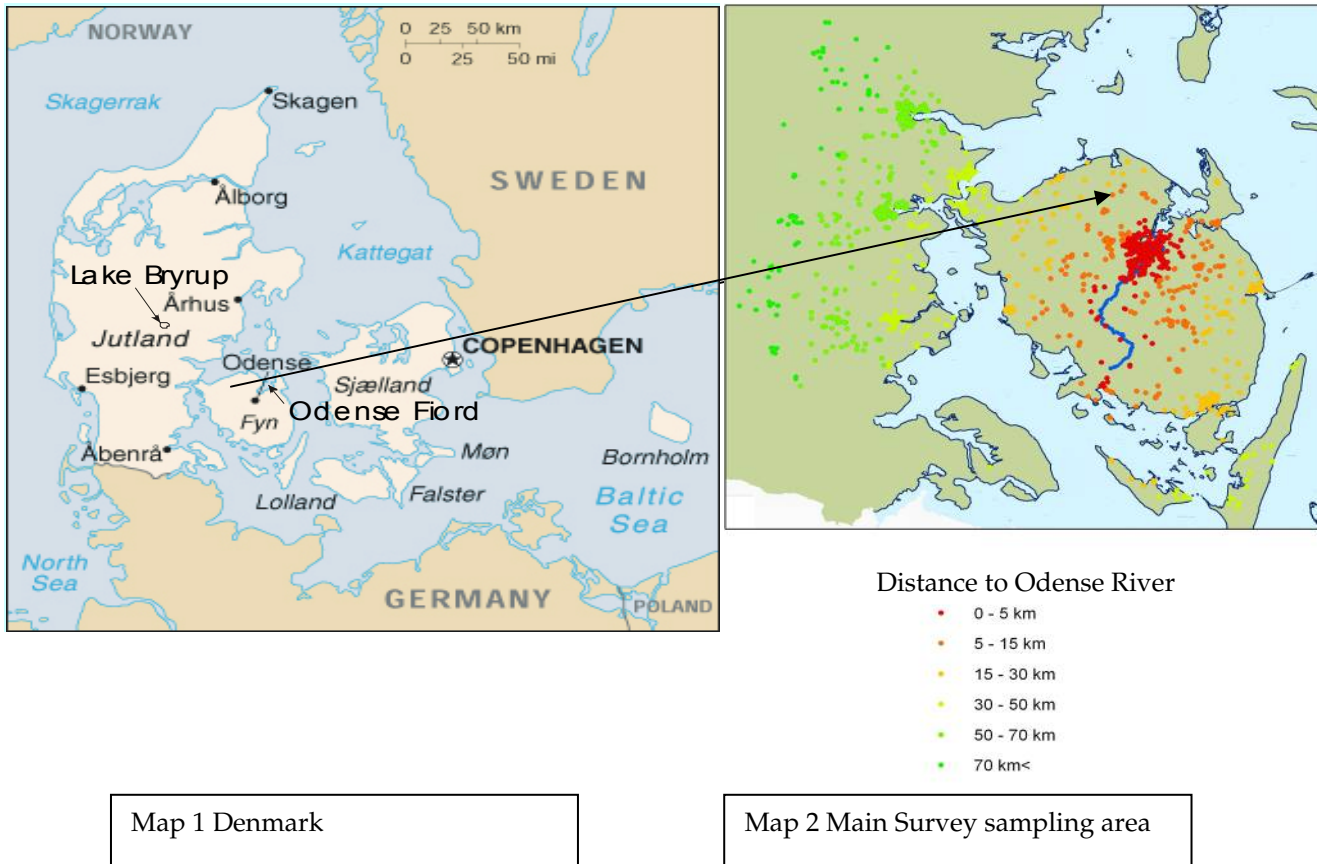 NORWAY
0 25 50 km
0 25 50 mi
Skagerrak
Skagen
SWEDEN
Ålborg
Kattegat
Lake Bryrup
Århus
Jutland
COPENHAGEN
Odense
Esbjerg
Sjælland
Odense Fiord
Fyn
Åbenrå
Møn
Bornholm
Lolland
Falster
Baltic
Sea
North
Sea
GERMANY
POLAND
Distance to Odense River
0 - 5 km
5 - 15 km
15 - 30 km
30 - 50 km
50 - 70 km
70 km<
Map 1 Denmark
Map 2 Main Survey sampling area